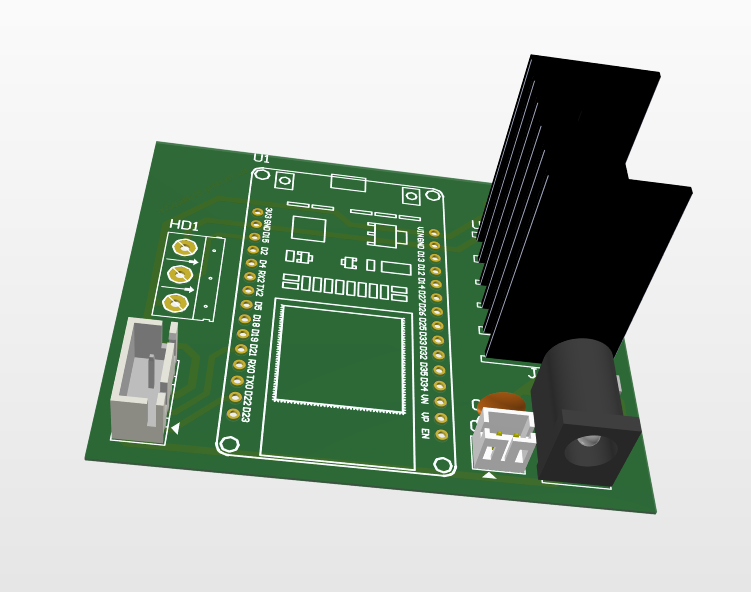 U1
HD1
3V3
GND
D15
D2
D4
RX2
TX2
D5
D18
D19
D21
RX0
TX0
D22
D23
VIN
GND
D13
D12
D14
D27
D26
D25
D33
D32
D35
D34
VN
VP
EN